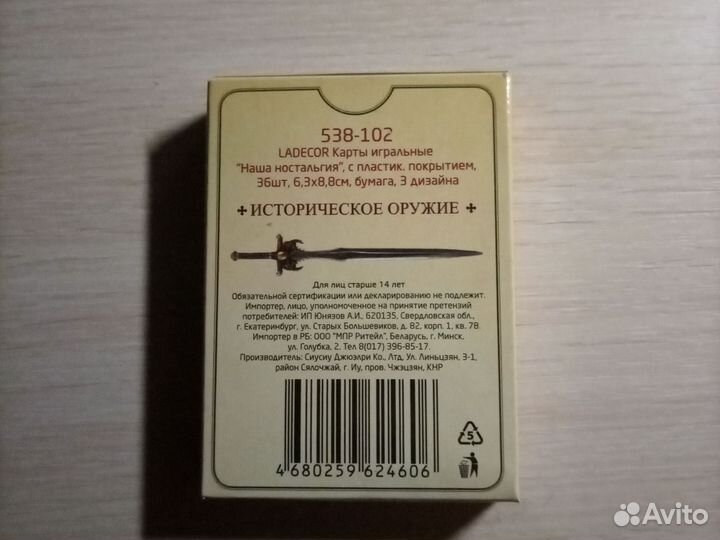 538-102
LADECOR Карты игральные
"Наша ностальгия", с пластик. покрытием,
36шт, 6,3х8,8см, бумага, 3 дизайна
ИСТОРИЧЕСКОЕ ОРУЖИЕ
Для лиц старше 14 лет
Обязательной сертификации или декларированию не подлежит.
Импортер, лицо, уполномоченное на принятие претензий
потребителей: ИП Юнязов А.И., 620135, Свердловская обл.,
г. Екатеринбург, ул. Старых Большевиков, д. 82, корп. 1, кв. 78.
Импортер в РБ: ООО "МПР Ритейл", Беларусь, г. Минск,
ул. Голубка, 2. Тел 8(017) 396-85-17.
Производитель: Сиусиу Джюэлри Ко., Лтд, Ул. Линьцзян, 3-1,
район Сялочжай, г. Иу, пров. Чжэцзян, КНР
4 680259 624606
5
Avito